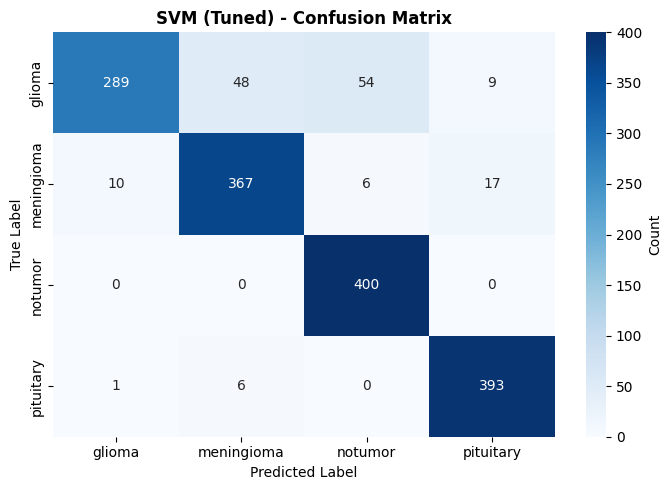 SVM (Tuned) - Confusion Matrix
True Label
glioma
289 48 54 9
meningioma
10 367 6 17
notumor
0 0 400 0
pituitary
1 6 0 393
glioma meningioma notumor pituitary
Predicted Label
400
350
300
250
200
150
100
50
0
Count